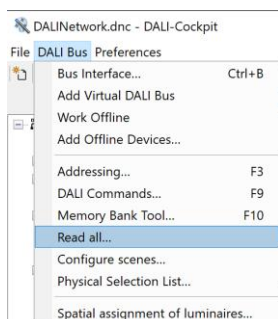 DALINetwork.dnc - DALI-Cockpit
File DALI Bus Preferences
Bus Interface... Ctrl+B
Add Virtual DALI Bus
Work Offline
Add Offline Devices...
Addressing... F3
DALI Commands... F9
Memory Bank Tool... F10
Read all...
Configure scenes...
Physical Selection List...
Spatial assignment of luminaires...